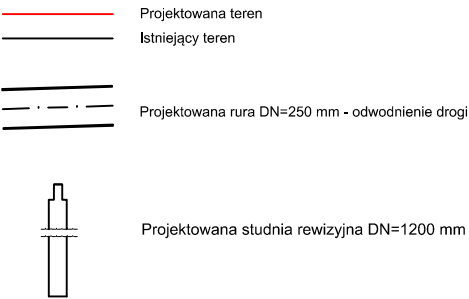 Projektowana teren
Istniejący teren
Projektowana rura DN=250 mm - odwodnienie drogi
Projektowana studnia rewizyjna DN=1200 mm